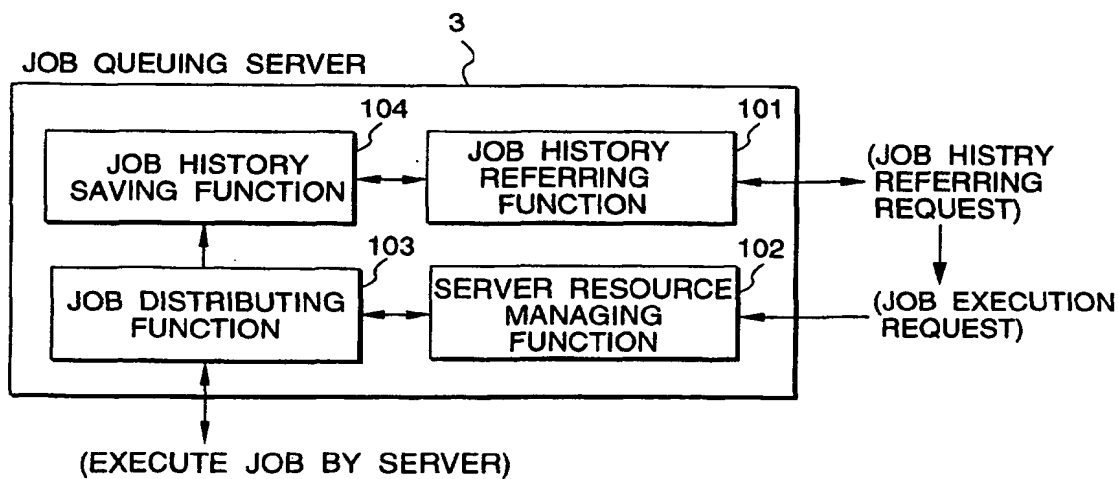 3
JOB QUEUING SERVER
104
JOB HISTORY
SAVING FUNCTION
101
JOB HISTORY
REFERRING
FUNCTION
(JOB HISTRY
REFERRING
REQUEST)
103
JOB DISTRIBUTING
FUNCTION
102
SERVER RESOURCE
MANAGING
FUNCTION
(JOB EXECUTION
REQUEST)
(EXECUTE JOB BY SERVER)